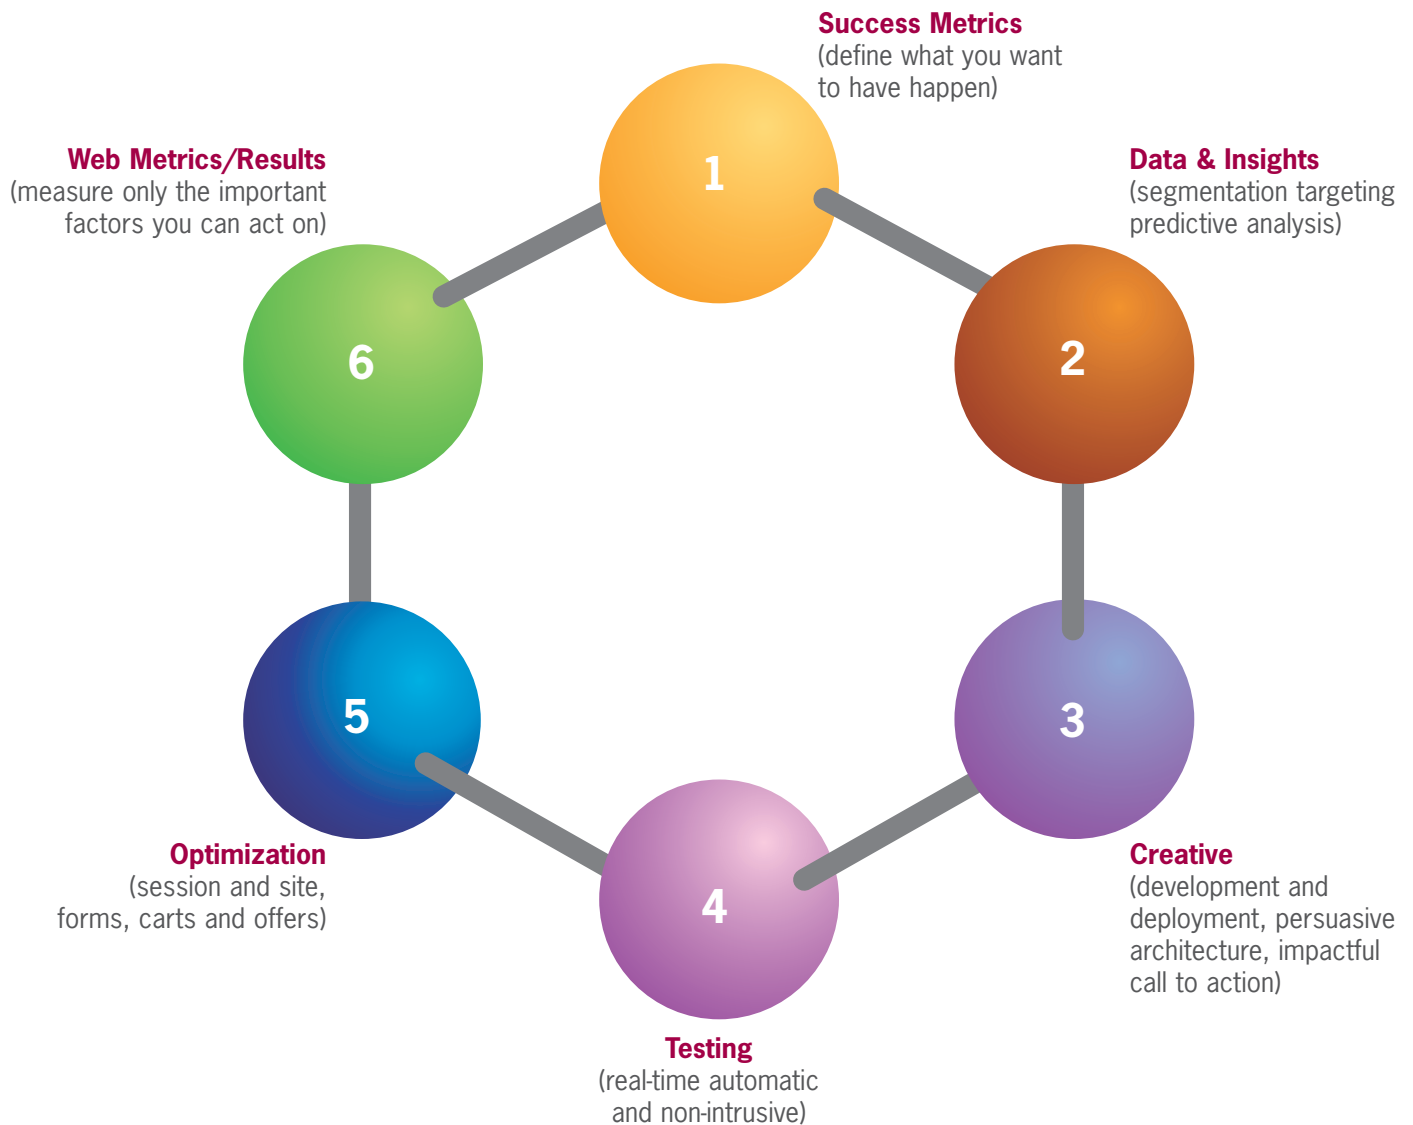 Success Metrics
(define what you want
to have happen)
1
Data & Insights
(segmentation targeting
predictive analysis)
2
3
Creative
(development and
deployment, persuasive
architecture, impactful
call to action)
4
Testing
(real-time automatic
and non-intrusive)
5
Optimization
(session and site,
forms, carts and offers)
Web Metrics/Results
(measure only the important
factors you can act on)
6